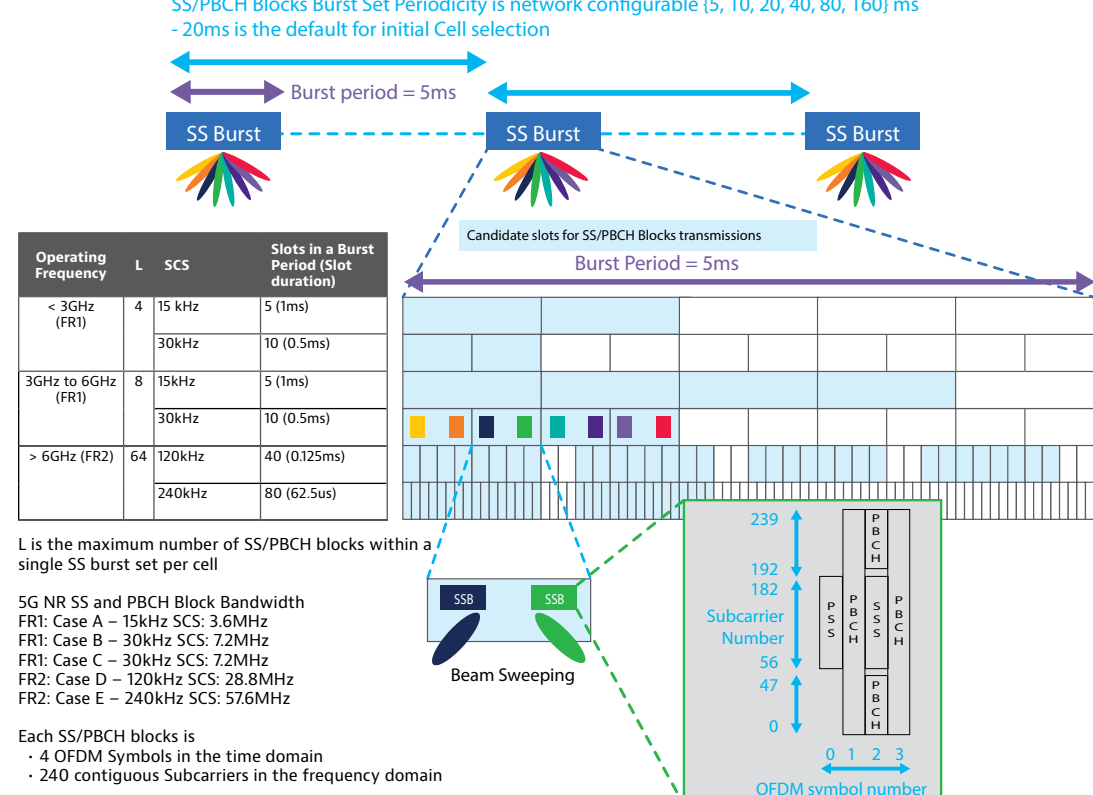 SS/PBCH Blocks Burst Set Periodicity is network configurable {5, 10, 20, 40, 80, 160} ms
- 20ms is the default for initial Cell selection
Burst period = 5ms
SS Burst
SS Burst
SS Burst
Candidate slots for SS/PBCH Blocks transmissions
Burst Period = 5ms
Operating Frequency L SCS Slots in a Burst Period (Slot duration)
< 3GHz (FR1) 4 15 kHz 5 (1ms)
30kHz 10 (0.5ms)
3GHz to 6GHz (FR1) 8 15kHz 5 (1ms)
30kHz 10 (0.5ms)
> 6GHz (FR2) 64 120kHz 40 (0.125ms)
240kHz 80 (62.5us)
L is the maximum number of SS/PBCH blocks within a
single SS burst set per cell
5G NR SS and PBCH Block Bandwidth
FR1: Case A – 15kHz SCS: 3.6MHz
FR1: Case B – 30kHz SCS: 7.2MHz
FR1: Case C – 30kHz SCS: 7.2MHz
FR2: Case D – 120kHz SCS: 28.8MHz
FR2: Case E – 240kHz SCS: 57.6MHz
Each SS/PBCH blocks is
· 4 OFDM Symbols in the time domain
· 240 contiguous Subcarriers in the frequency domain
SSB
SSB
Beam Sweeping
239
192
182
Subcarrier
Number
56
47
0
PSS
PBCH
PBCH
SSS
PBCH
PBCH
0 1 2 3
OFDM symbol number